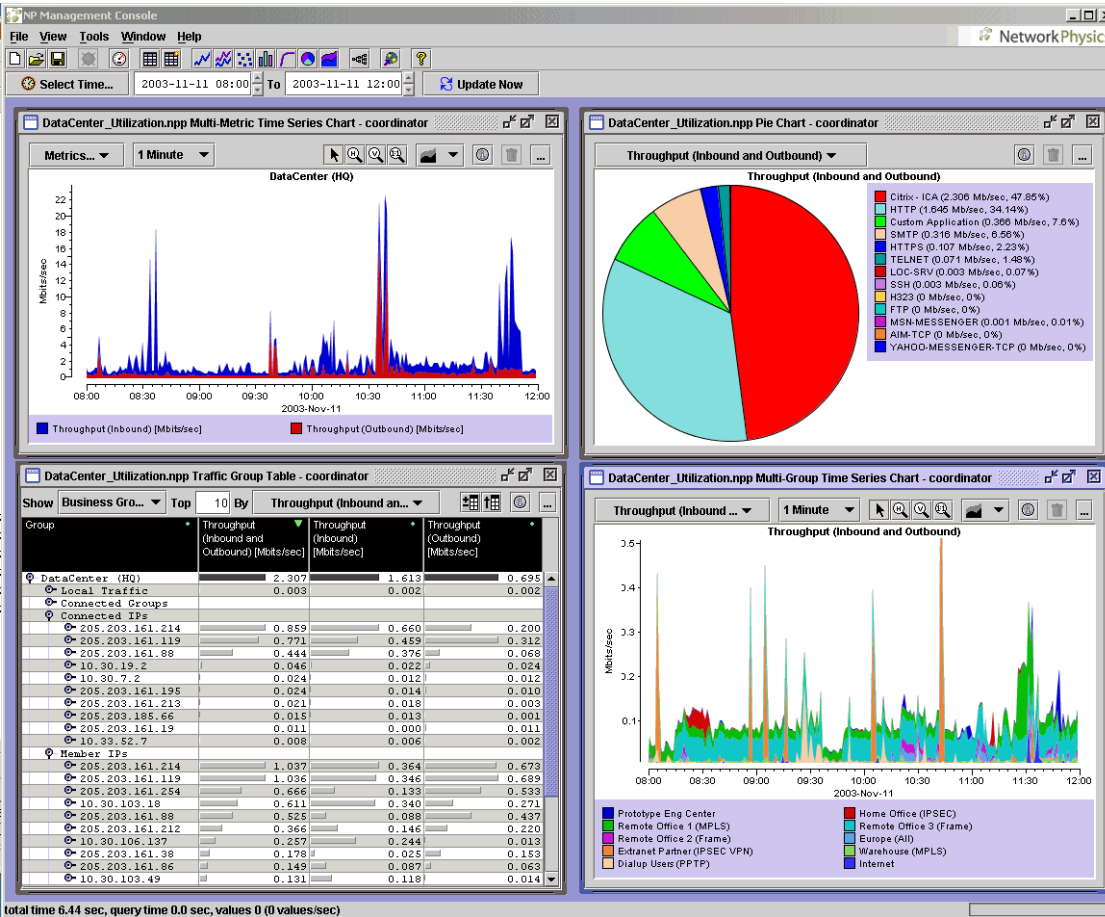 NP Management Console
File View Tools Window Help
NetworkPhysic
Select Time... 2003-11-11 08:00 To 2003-11-11 12:00 Update Now
DataCenter_Utilization.npp Multi-Metric Time Series Chart - coordinator
Metrics... 1 Minute
DataCenter (HQ)
Mbits/sec
22
20
18
16
14
12
10
8
6
4
2
0
08:00 08:30 09:00 09:30 10:00 10:30 11:00 11:30 12:00
2003-Nov-11
Throughput (Inbound) [Mbits/sec] Throughput (Outbound) [Mbits/sec]
DataCenter_Utilization.npp Pie Chart - coordinator
Throughput (Inbound and Outbound)
Throughput (Inbound and Outbound)
Citrix - ICA (2.306 Mb/sec, 47.85%)
HTTP (1.645 Mb/sec, 34.14%)
Custom Application (0.366 Mb/sec, 7.6%)
SMTP (0.316 Mb/sec, 6.56%)
HTTPS (0.107 Mb/sec, 2.23%)
TELNET (0.071 Mb/sec, 1.48%)
LOC-SRV (0.003 Mb/sec, 0.07%)
SSH (0.003 Mb/sec, 0.06%)
H323 (0 Mb/sec, 0%)
FTP (0 Mb/sec, 0%)
MSN-MESSENGER (0.001 Mb/sec, 0.01%)
AIM-TCP (0 Mb/sec, 0%)
YAHOO-MESSENGER-TCP (0 Mb/sec, 0%)
DataCenter_Utilization.npp Traffic Group Table - coordinator
Show Business Gro... Top 10 By Throughput (Inbound an...
Group Throughput (Inbound and Outbound) [Mbits/sec] Throughput (Inbound) [Mbits/sec] Throughput (Outbound) [Mbits/sec]
DataCenter (HQ) 2.307 1.613 0.695
Local Traffic 0.003 0.002 0.002
Connected Groups
Connected IPs
205.203.161.214 0.859 0.660 0.200
205.203.161.119 0.771 0.459 0.312
205.203.161.88 0.444 0.376 0.068
10.30.19.2 0.046 0.022 0.024
10.30.7.2 0.024 0.012 0.012
205.203.161.195 0.024 0.014 0.010
205.203.161.213 0.021 0.018 0.003
205.203.185.66 0.015 0.013 0.001
205.203.161.19 0.011 0.000 0.011
10.33.52.7 0.008 0.006 0.002
Member IPs
205.203.161.214 1.037 0.364 0.673
205.203.161.119 1.036 0.346 0.689
205.203.161.254 0.666 0.133 0.533
10.30.103.18 0.611 0.340 0.271
205.203.161.88 0.525 0.088 0.437
205.203.161.212 0.366 0.146 0.220
10.30.106.137 0.257 0.244 0.013
205.203.161.38 0.178 0.025 0.153
205.203.161.86 0.149 0.087 0.063
10.30.103.49 0.131 0.118 0.014
DataCenter_Utilization.npp Multi-Group Time Series Chart - coordinator
Throughput (Inbound ... 1 Minute
Throughput (Inbound and Outbound)
Mbits/sec
0.5
0.4
0.3
0.2
0.1
08:00 08:30 09:00 09:30 10:00 10:30 11:00 11:30 12:00
2003-Nov-11
Prototype Eng Center Home Office (IPSEC)
Remote Office 1 (MPLS) Remote Office 3 (Frame)
Remote Office 2 (Frame) Europe (All)
Extranet Partner (IPSEC VPN) Warehouse (MPLS)
Dialup Users (PPTP) Internet
total time 6.44 sec, query time 0.0 sec, values 0 (0 values/sec)